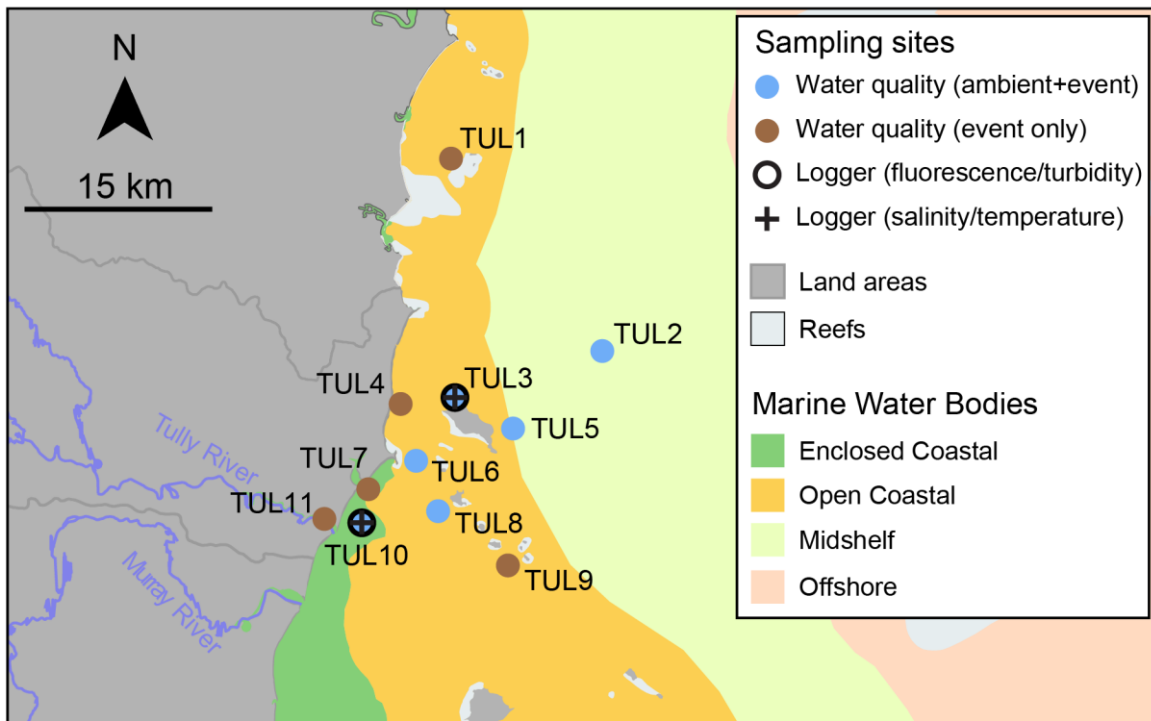 N
15 km
TUL1
TUL2
TUL3
TUL4
TUL5
TUL6
TUL7
TUL8
TUL11
TUL10
TUL9
Tully River
Murray River
Sampling sites
Water quality (ambient+event)
Water quality (event only)
Logger (fluorescence/turbidity)
Logger (salinity/temperature)
Land areas
Reefs
Marine Water Bodies
Enclosed Coastal
Open Coastal
Midshelf
Offshore